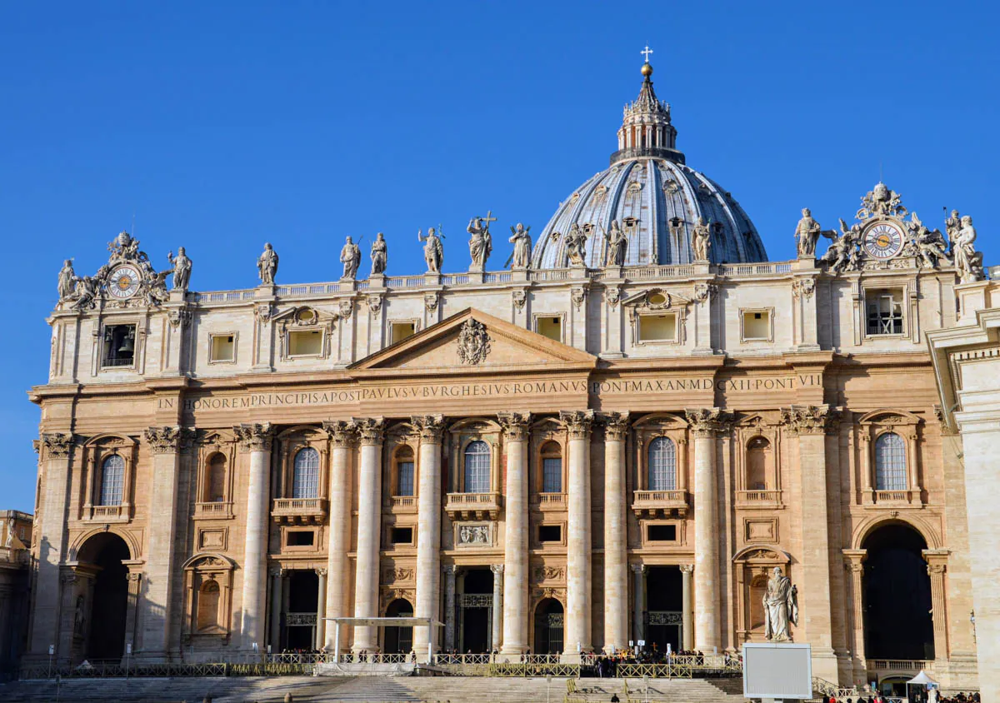 IN HONOREM PRINCIPIS APOST PAVLVS V BVRGHESIVS ROMANVS PONT MAX AN MDCXII PONT VII